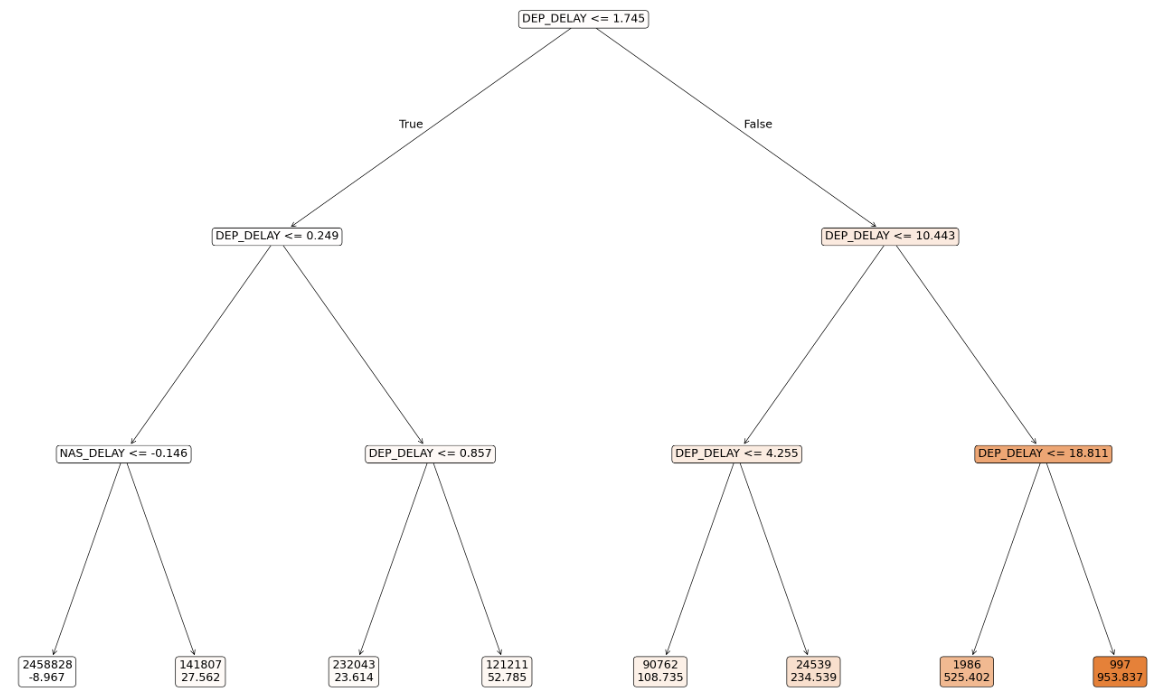 DEP_DELAY <= 1.745
True
False
DEP_DELAY <= 0.249
DEP_DELAY <= 10.443
NAS_DELAY <= -0.146
DEP_DELAY <= 0.857
DEP_DELAY <= 4.255
DEP_DELAY <= 18.811
2458828
-8.967
141807
27.562
232043
23.614
121211
52.785
90762
108.735
24539
234.539
1986
525.402
997
953.837